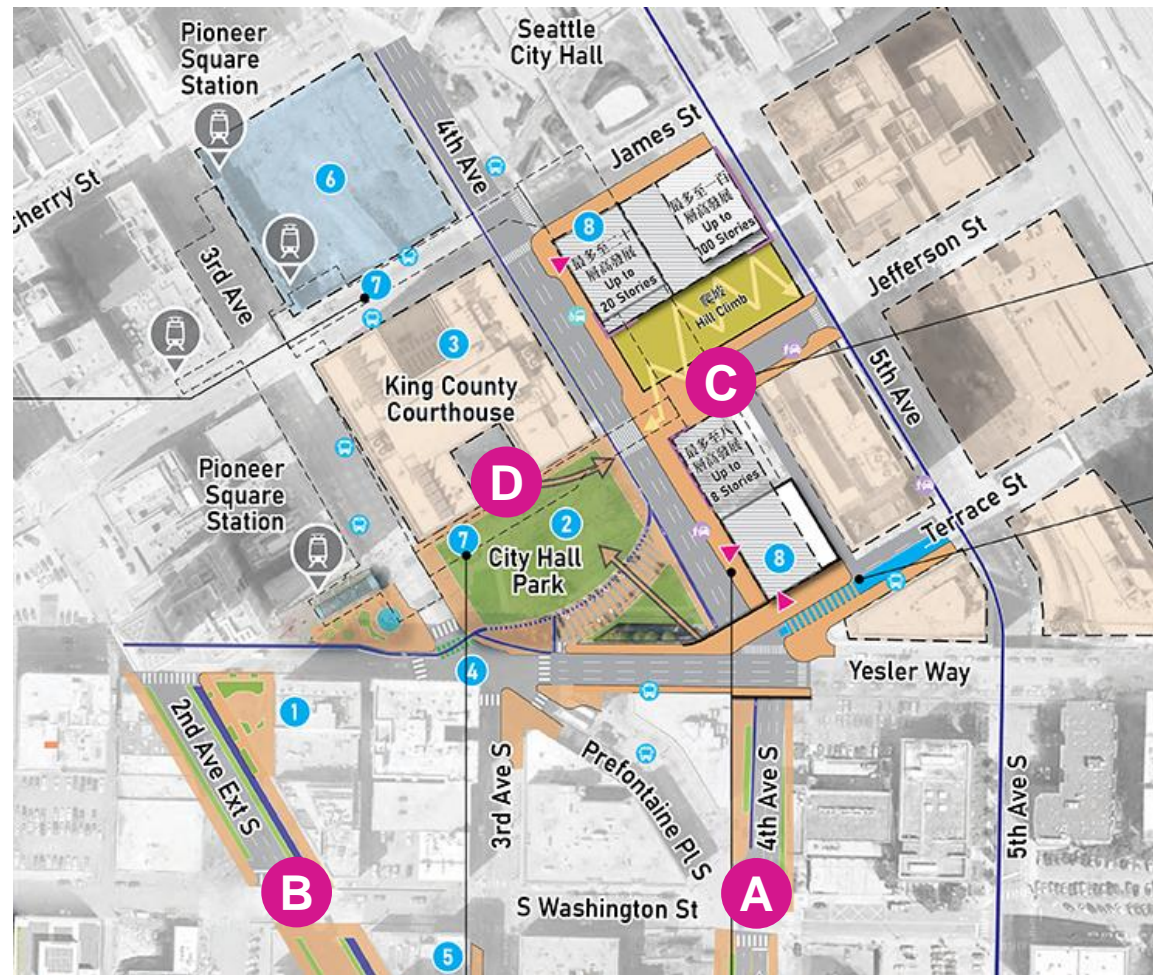 Pioneer
Square
Station
Seattle
City Hall
4th Ave
James St
Cherry St
6
3rd Ave
7
8
最多至二十
層高發展
Up to
20 Stories
最多至一百
層高發展
Up to
100 Stories
爬坡
Hill Climb
Jefferson St
5th Ave
3
King County
Courthouse
C
最多至八
層高發展
Up to
8 Stories
Pioneer
Square
Station
D
2
7
City Hall
Park
8
Terrace St
4
Yesler Way
1
2nd Ave Ext S
3rd Ave S
Prefontaine Pl S
4th Ave S
5th Ave S
B
A
S Washington St
5